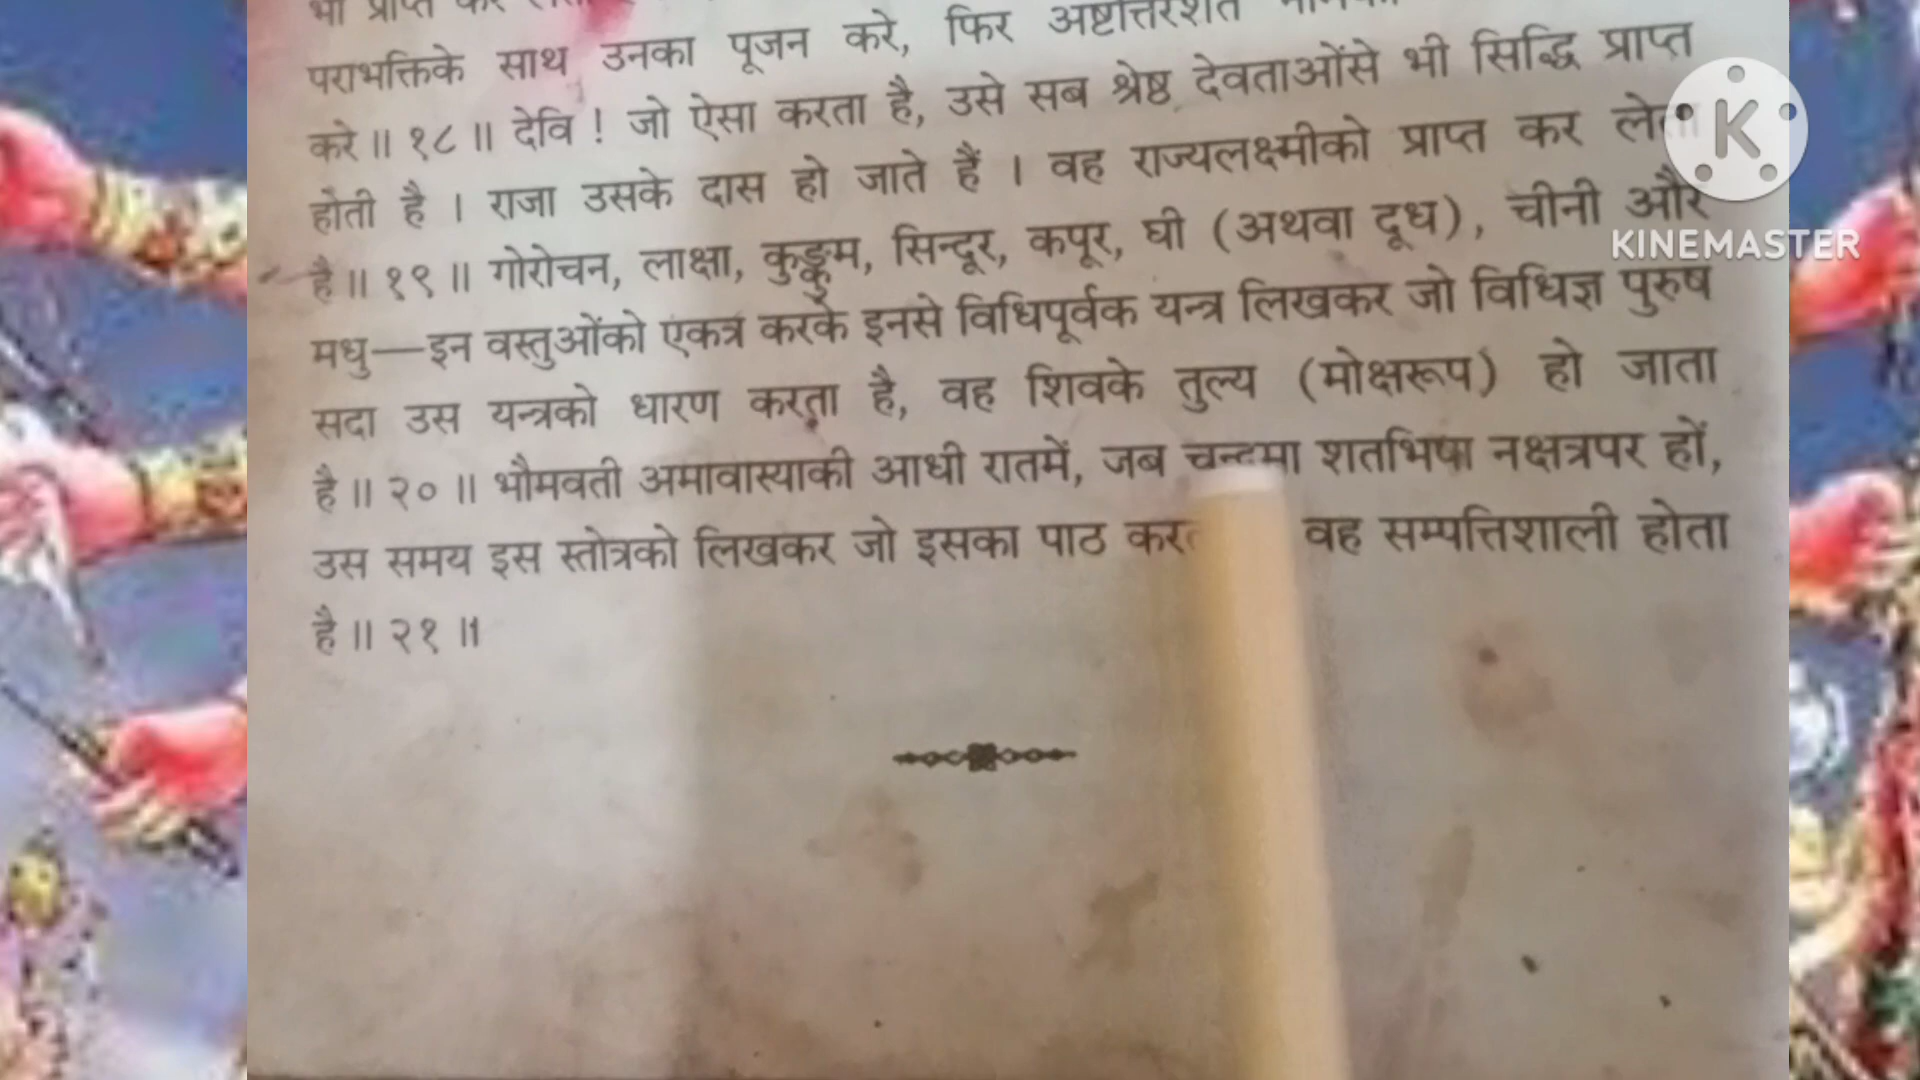 पराभक्तिके साथ उनका पूजन करे, फिर अष्टोत्तरशत
करे ॥ १८ ॥ देवि ! जो ऐसा करता है, उसे सब श्रेष्ठ देवताओंसे भी सिद्धि प्राप्त
होती है । राजा उसके दास हो जाते हैं । वह राज्यलक्ष्मीको प्राप्त कर लेता
है ॥ १९ ॥ गोरोचन, लाक्षा, कुङ्कुम, सिन्दूर, कपूर, घी (अथवा दूध), चीनी और
मधु—इन वस्तुओंको एकत्र करके इनसे विधिपूर्वक यन्त्र लिखकर जो विधिज्ञ पुरुष
सदा उस यन्त्रको धारण करता है, वह शिवके तुल्य (मोक्षरूप) हो जाता
है ॥ २० ॥ भौमवती अमावास्याकी आधी रातमें, जब चन्द्रमा शतभिषा नक्षत्रपर हों,
उस समय इस स्तोत्रको लिखकर जो इसका पाठ वह सम्पत्तिशाली होता
है ॥ २१ ॥
K
KINEMASTER